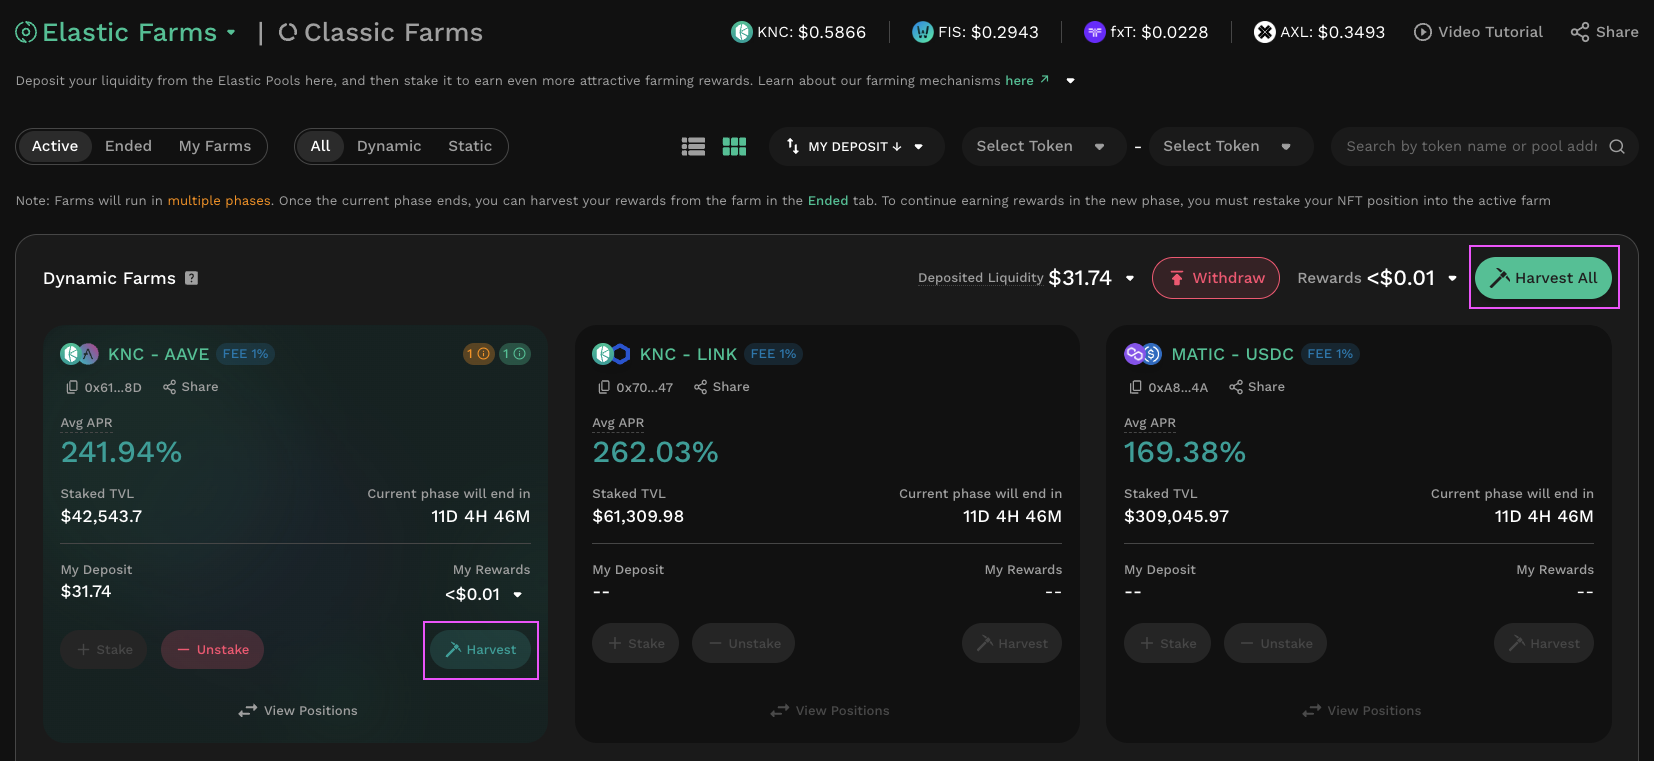 Elastic Farms | Classic Farms KNC: $0.5866 FIS: $0.2943 fxT: $0.0228 AXL: $0.3493 Video Tutorial Share
Deposit your liquidity from the Elastic Pools here, and then stake it to earn even more attractive farming rewards. Learn about our farming mechanisms here ↗
Active Ended My Farms All Dynamic Static MY DEPOSIT ↓ Select Token - Select Token Search by token name or pool addr
Note: Farms will run in multiple phases. Once the current phase ends, you can harvest your rewards from the farm in the Ended tab. To continue earning rewards in the new phase, you must restake your NFT position into the active farm
Dynamic Farms ? Deposited Liquidity $31.74 Withdraw Rewards <$0.01 Harvest All
KNC - AAVE FEE 1% 1 1
0x61...8D Share
Avg APR
241.94%
Staked TVL Current phase will end in
$42,543.7 11D 4H 46M
My Deposit My Rewards
$31.74 <$0.01
+ Stake − Unstake Harvest
View Positions
KNC - LINK FEE 1%
0x70...47 Share
Avg APR
262.03%
Staked TVL Current phase will end in
$61,309.98 11D 4H 46M
My Deposit My Rewards
-- --
+ Stake − Unstake Harvest
View Positions
MATIC - USDC FEE 1%
0xA8...4A Share
Avg APR
169.38%
Staked TVL Current phase will end in
$309,045.97 11D 4H 46M
My Deposit My Rewards
-- --
+ Stake − Unstake Harvest
View Positions